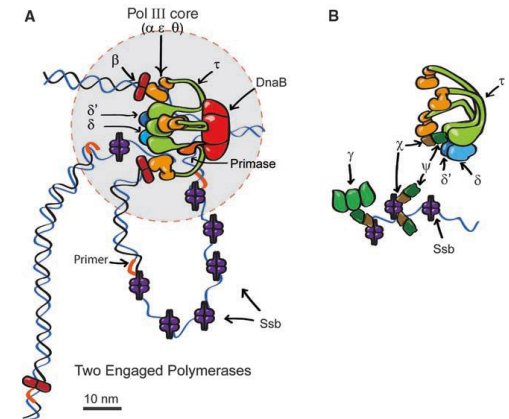 A
Pol III core
(α ε θ)
β
τ
DnaB
δ'
δ
Primase
Primer
Ssb
Two Engaged Polymerases
10 nm
B
τ
χ
γ
ψ
δ'
δ
Ssb